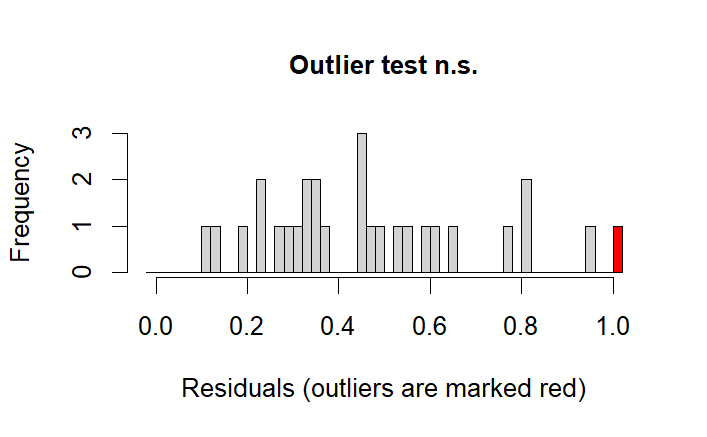 Outlier test n.s.
Frequency
3
2
1
0
0.0 0.2 0.4 0.6 0.8 1.0
Residuals (outliers are marked red)